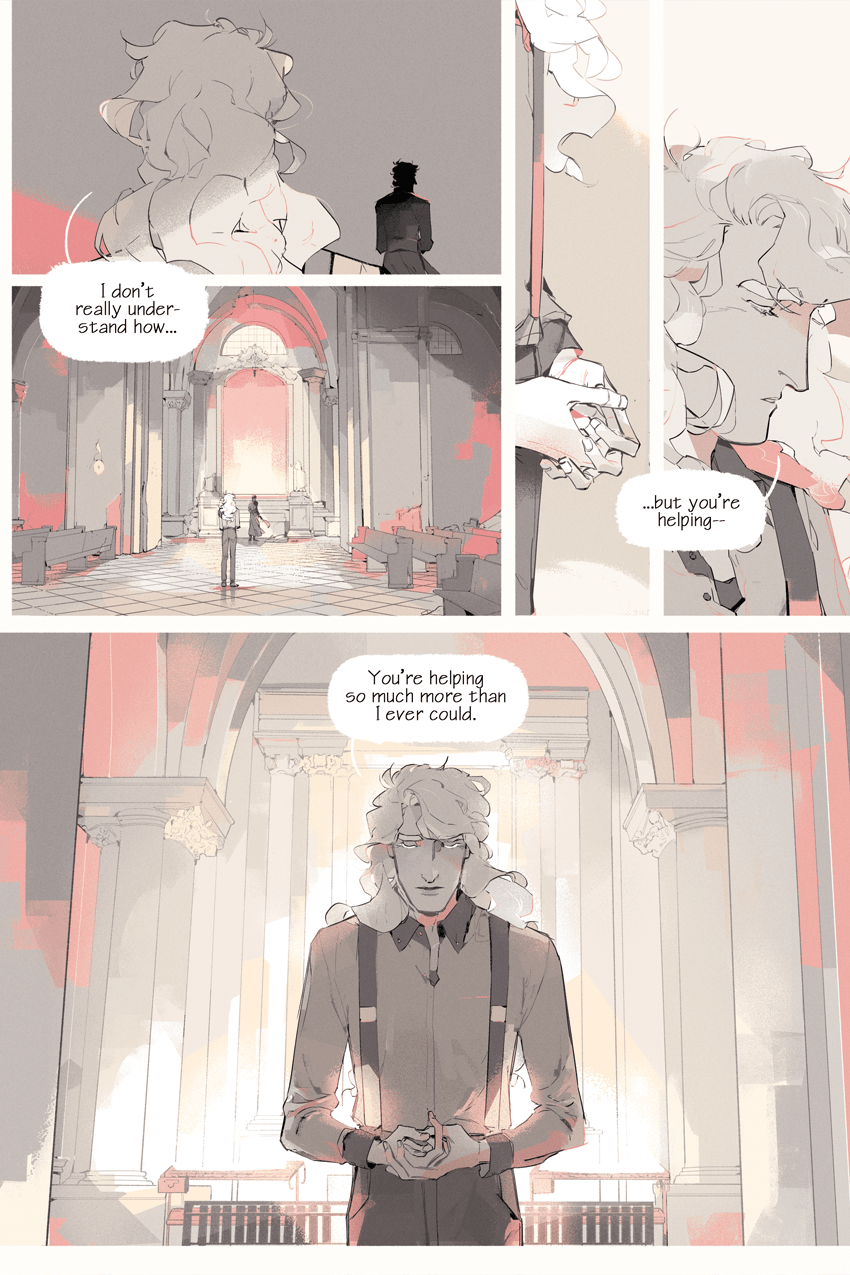 I don't
really under-
stand how...
...but you're
helping--
You're helping
so much more than
I ever could.